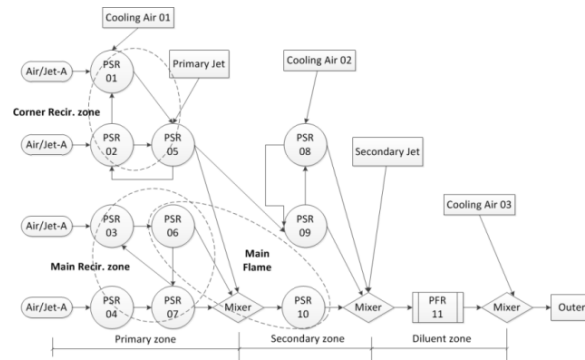 Cooling Air 01
Air/Jet-A
PSR
01
Primary Jet
Cooling Air 02
Corner Recir. zone
Air/Jet-A
PSR
02
PSR
05
PSR
08
Secondary Jet
PSR
09
Cooling Air 03
Air/Jet-A
PSR
03
PSR
06
Main
Flame
Main Recir. zone
Air/Jet-A
PSR
04
PSR
07
Mixer
PSR
10
Mixer
PFR
11
Mixer
Outer
Primary zone
Secondary zone
Diluent zone